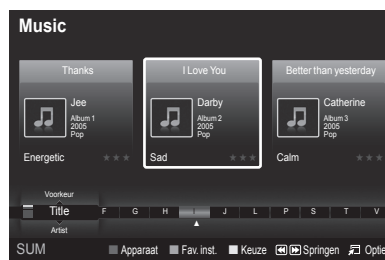 Music
Thanks
Jee
Album 1
2005
Pop
Energetic
I Love You
Darby
Album 2
2005
Pop
Sad
Better than yesterday
Catherine
Album 3
2005
Pop
Calm
Voorkeur
Title
Artist
F G H I J L P S T V
SUM Apparaat Fav. inst. Keuze Springen Optie